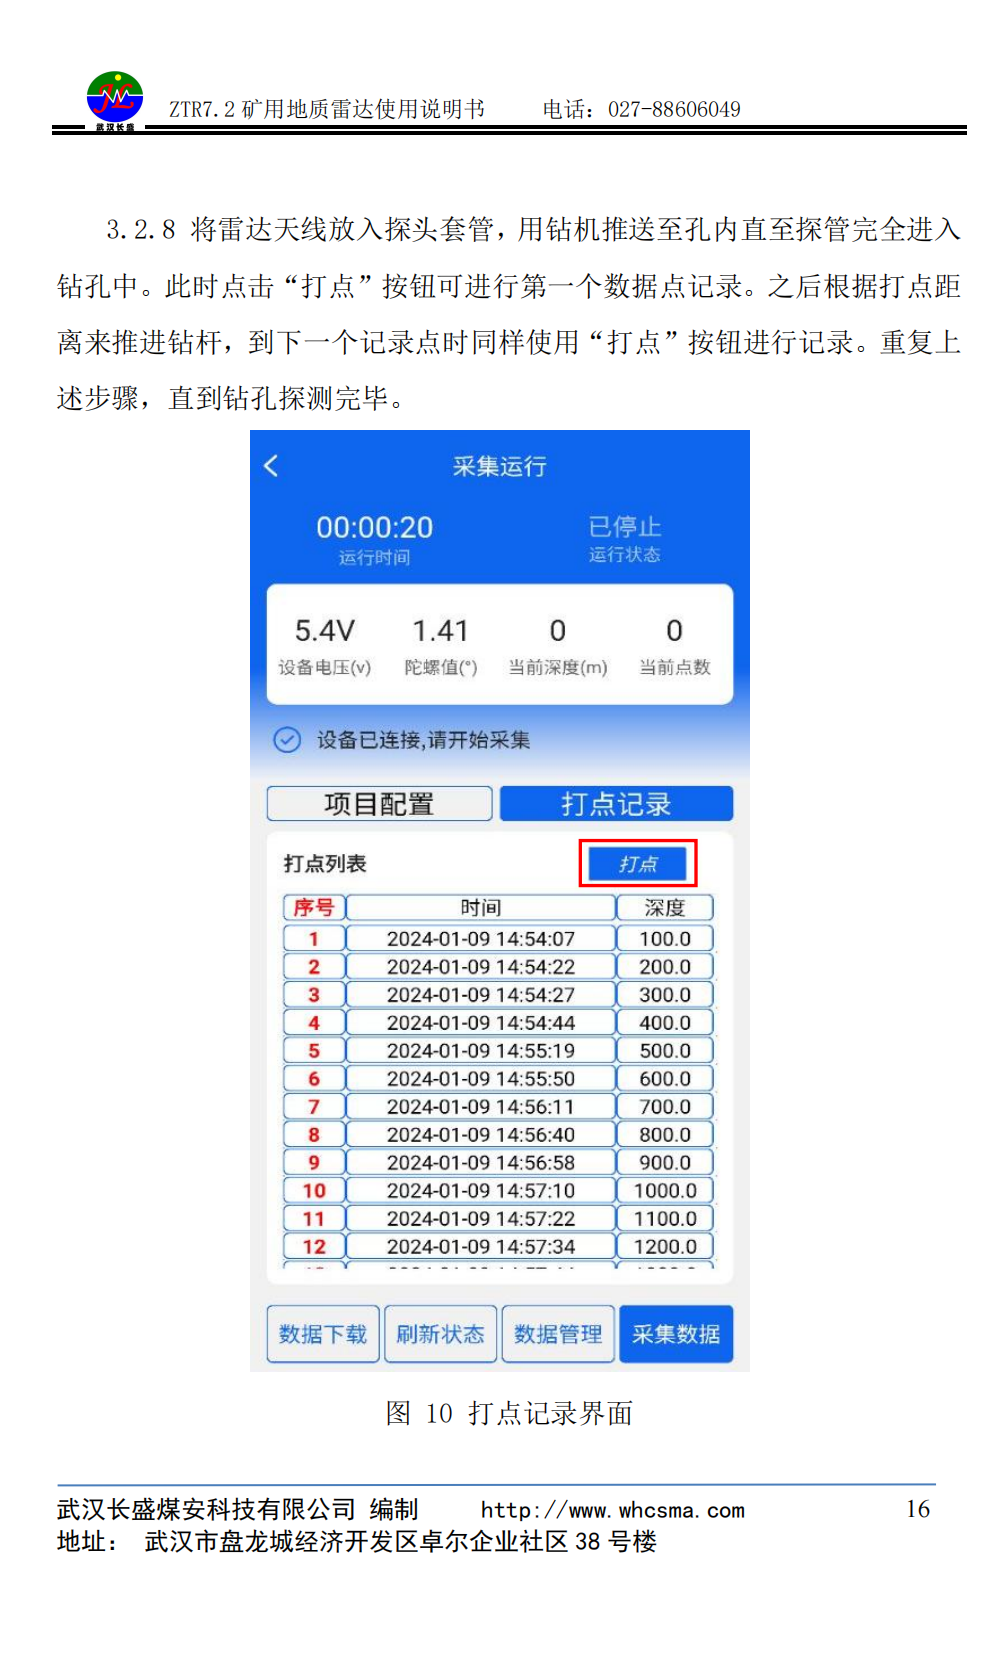 武汉长盛
ZTR7.2 矿用地质雷达使用说明书 电话：027-88606049
3.2.8 将雷达天线放入探头套管，用钻机推送至孔内直至探管完全进入
钻孔中。此时点击“打点”按钮可进行第一个数据点记录。之后根据打点距
离来推进钻杆，到下一个记录点时同样使用“打点”按钮进行记录。重复上
述步骤，直到钻孔探测完毕。
采集运行
00:00:20 已停止
运行时间 运行状态
5.4V 1.41 0 0
设备电压(v) 陀螺值(°) 当前深度(m) 当前点数
设备已连接,请开始采集
项目配置 打点记录
打点列表 打点
序号 时间 深度
1 2024-01-09 14:54:07 100.0
2 2024-01-09 14:54:22 200.0
3 2024-01-09 14:54:27 300.0
4 2024-01-09 14:54:44 400.0
5 2024-01-09 14:55:19 500.0
6 2024-01-09 14:55:50 600.0
7 2024-01-09 14:56:11 700.0
8 2024-01-09 14:56:40 800.0
9 2024-01-09 14:56:58 900.0
10 2024-01-09 14:57:10 1000.0
11 2024-01-09 14:57:22 1100.0
12 2024-01-09 14:57:34 1200.0
数据下载 刷新状态 数据管理 采集数据
图 10 打点记录界面
武汉长盛煤安科技有限公司 编制 http://www.whcsma.com 16
地址： 武汉市盘龙城经济开发区卓尔企业社区 38 号楼